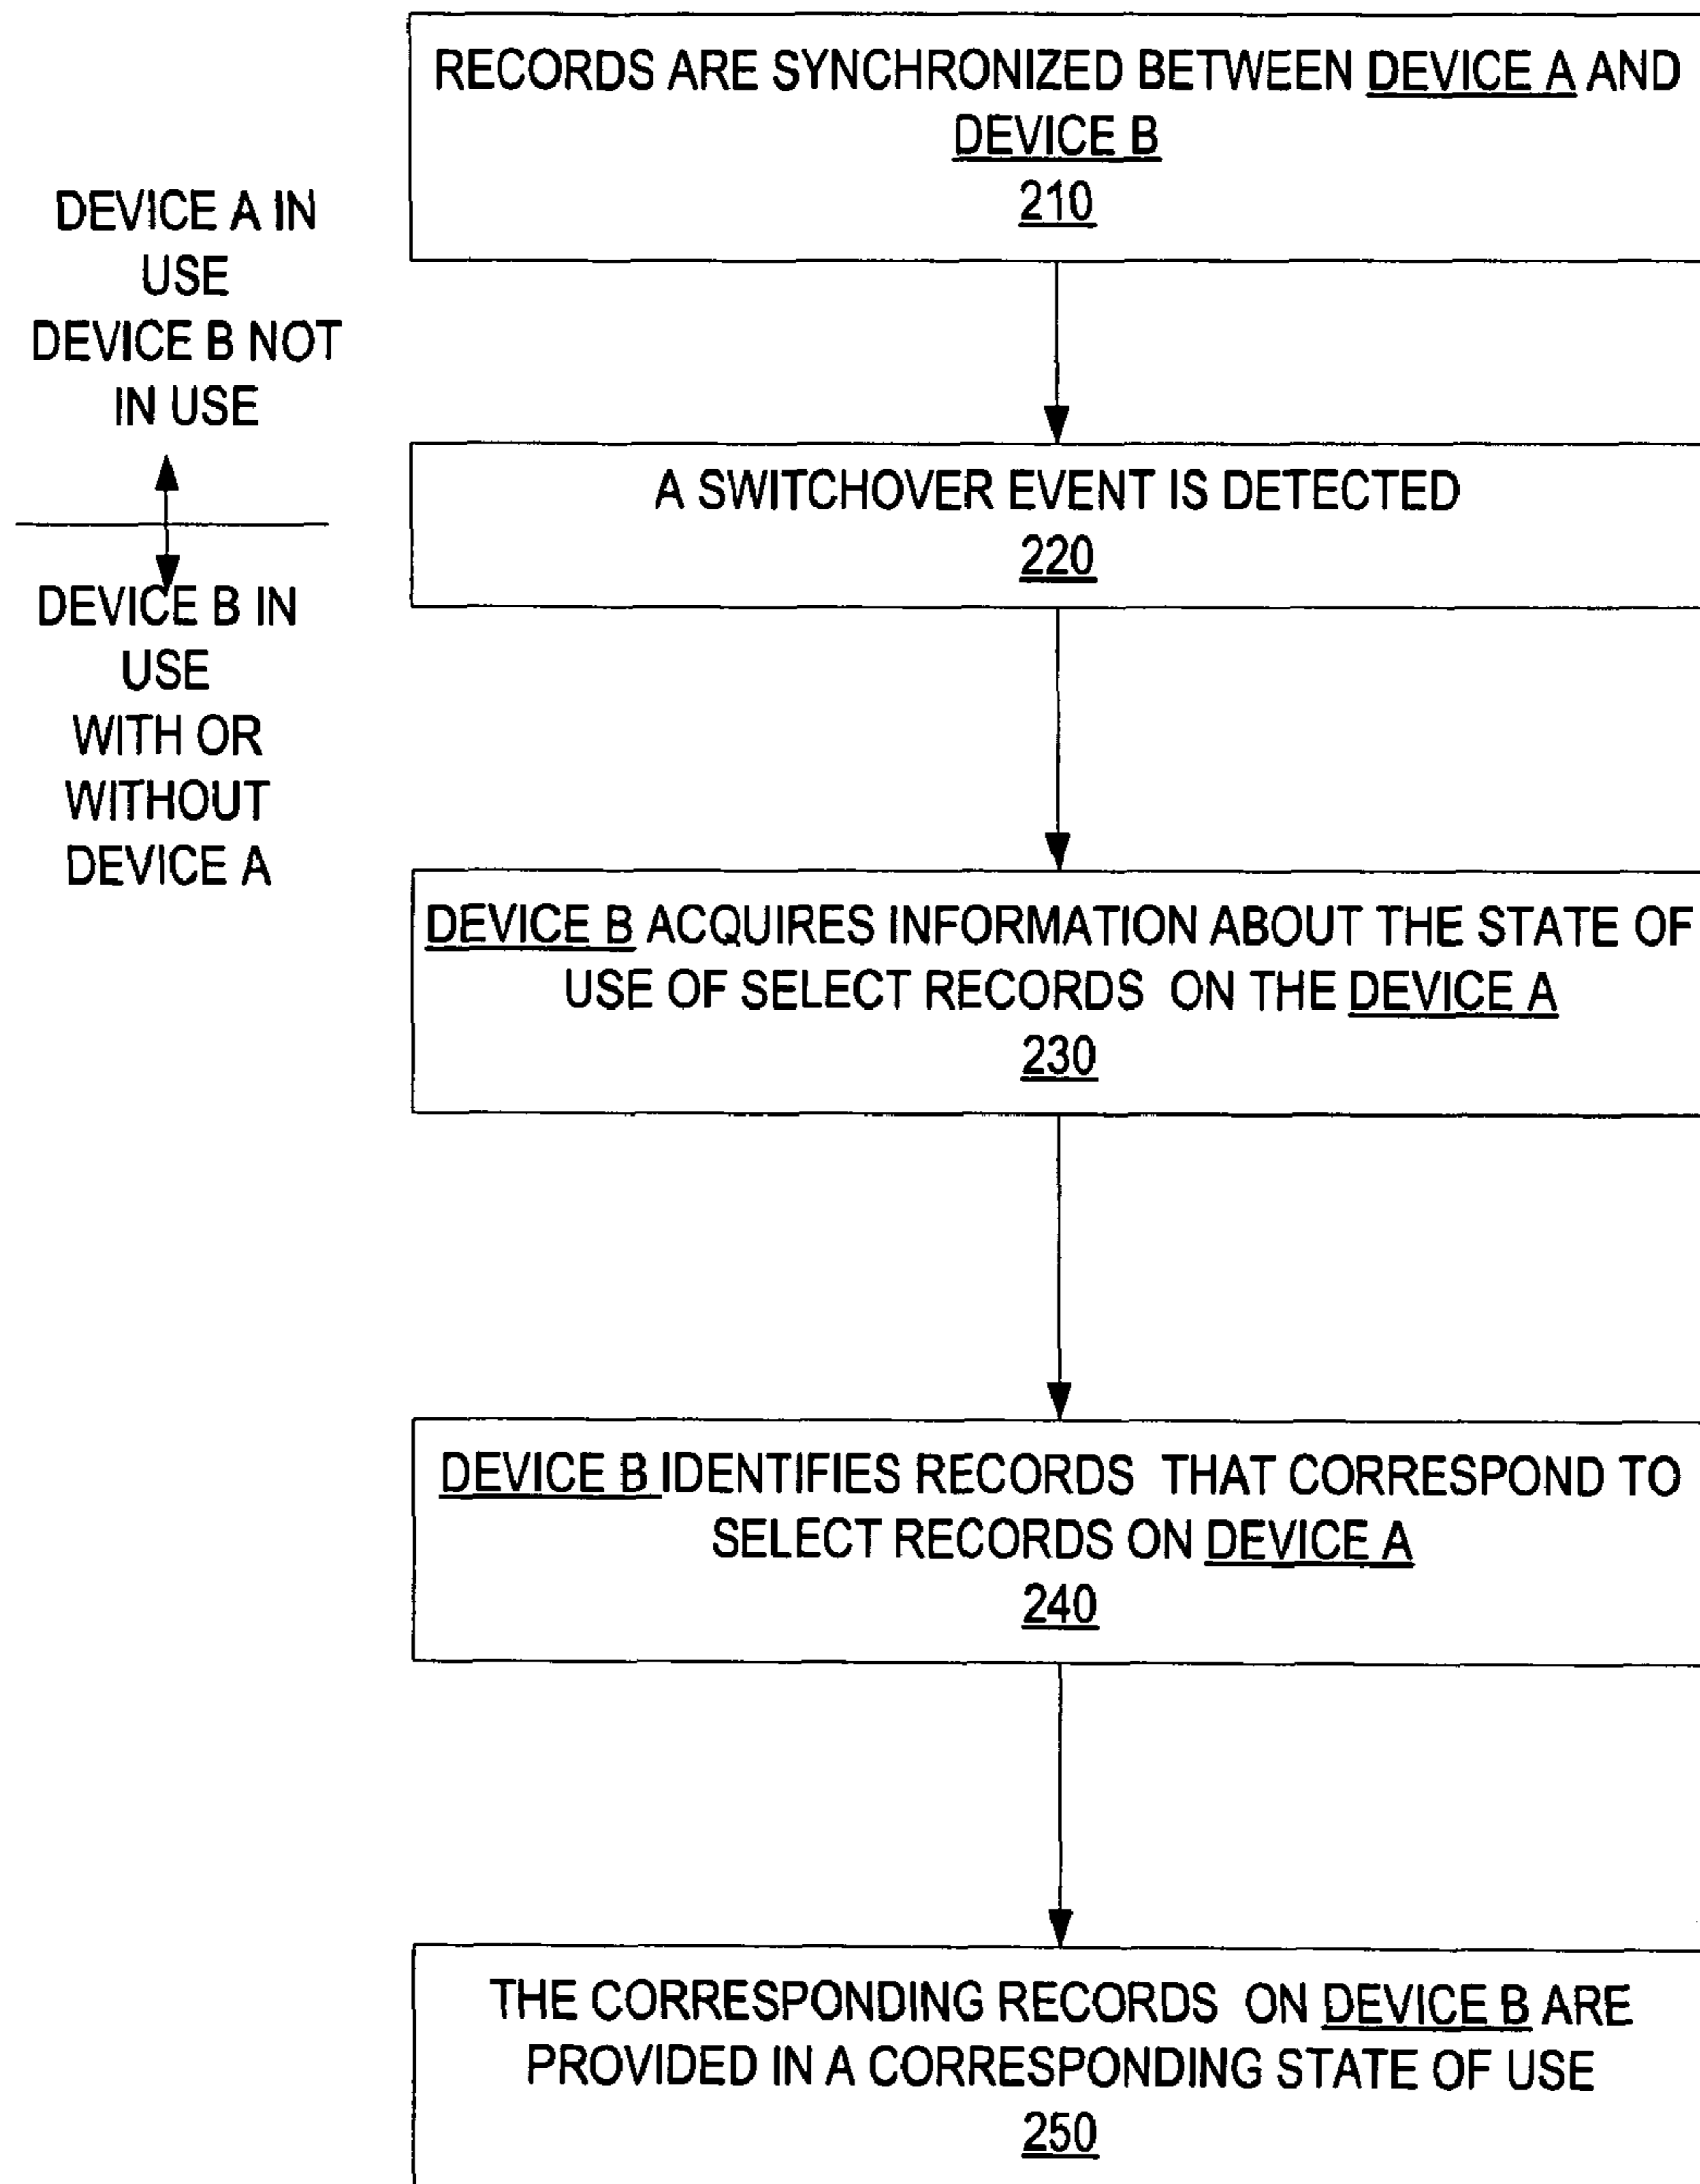 RECORDS ARE SYNCHRONIZED BETWEEN DEVICE A AND
DEVICE B
210
DEVICE A IN
USE
DEVICE B NOT
IN USE
A SWITCHOVER EVENT IS DETECTED
220
DEVICE B IN
USE
WITH OR
WITHOUT
DEVICE A
DEVICE B ACQUIRES INFORMATION ABOUT THE STATE OF
USE OF SELECT RECORDS ON THE DEVICE A
230
DEVICE B IDENTIFIES RECORDS THAT CORRESPOND TO
SELECT RECORDS ON DEVICE A
240
THE CORRESPONDING RECORDS ON DEVICE B ARE
PROVIDED IN A CORRESPONDING STATE OF USE
250